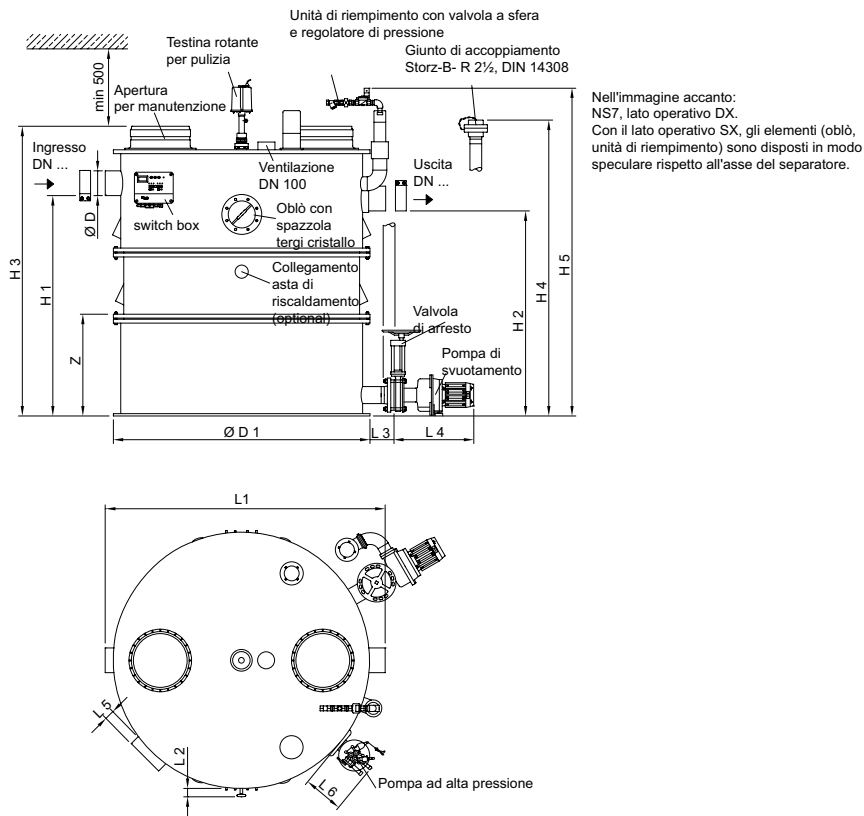 Unità di riempimento con valvola a sfera
e regolatore di pressione
Testina rotante
per pulizia
Giunto di accoppiamento
Storz-B- R 2½, DIN 14308
min 500
Apertura
per manutenzione
Nell'immagine accanto:
NS7, lato operativo DX.
Con il lato operativo SX, gli elementi (oblò,
unità di riempimento) sono disposti in modo
speculare rispetto all'asse del separatore.
Ingresso
DN ...
Ventilazione
DN 100
Uscita
DN ...
Ø D
switch box
Oblò con
spazzola
tergi cristallo
H 3
H 1
H 2
H 4
H 5
Collegamento
asta di
riscaldamento
(optional)
Valvola
di arresto
Z
Pompa di
svuotamento
Ø D 1
L 3
L 4
L1
L 5
L 2
L 6
Pompa ad alta pressione